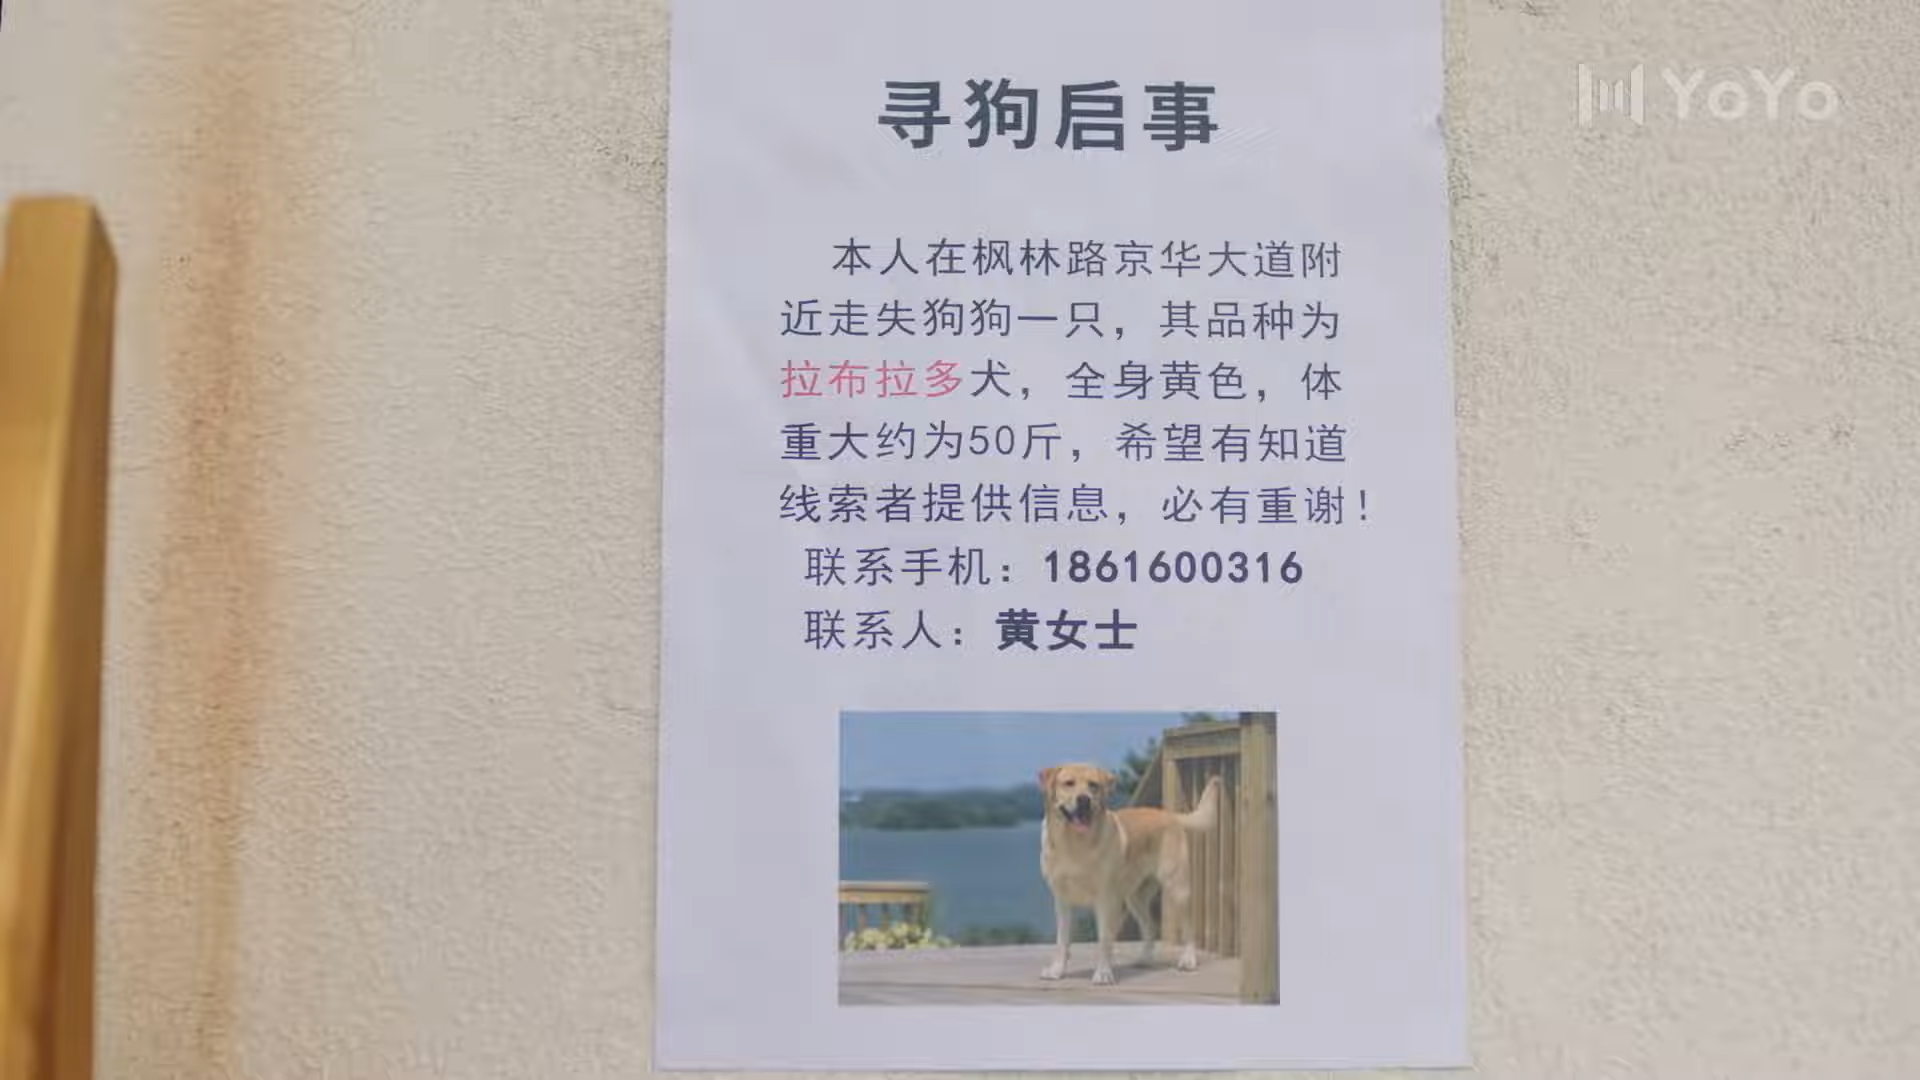 YoYo
寻狗启事
本人在枫林路京华大道附
近走失狗狗一只，其品种为
拉布拉多犬，全身黄色，体
重大约为50斤，希望有知道
线索者提供信息，必有重谢！
联系手机：1861600316
联系人：黄女士